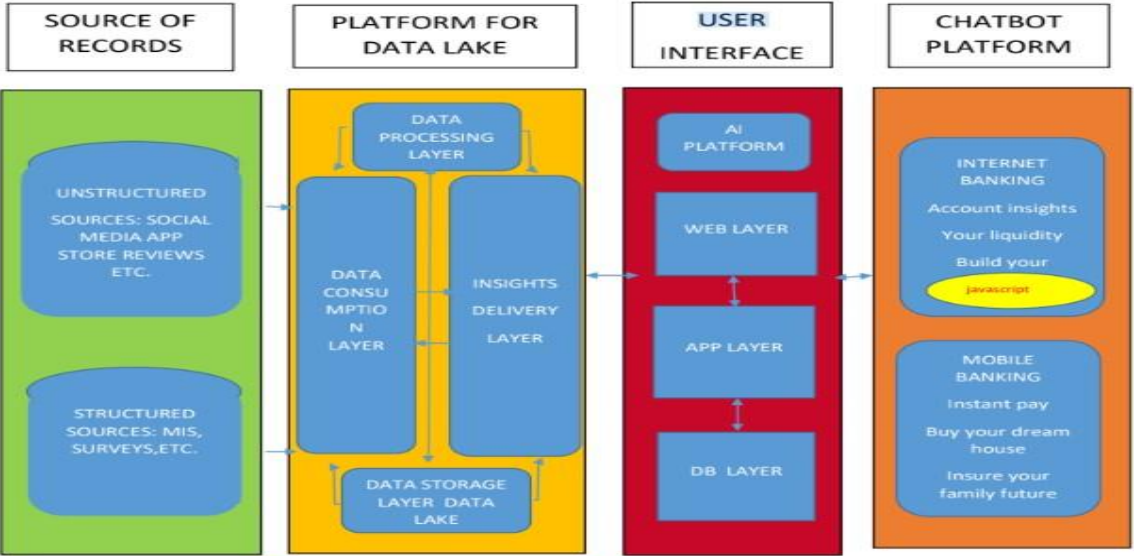 SOURCE OF
RECORDS
PLATFORM FOR
DATA LAKE
USER
INTERFACE
CHATBOT
PLATFORM
UNSTRUCTURED
SOURCES: SOCIAL
MEDIA APP
STORE REVIEWS
ETC.
STRUCTURED
SOURCES: MIS,
SURVEYS,ETC.
DATA
PROCESSING
LAYER
DATA
CONSU
MPTIO
N
LAYER
INSIGHTS
DELIVERY
LAYER
DATA STORAGE
LAYER DATA
LAKE
AI
PLATFORM
WEB LAYER
APP LAYER
DB LAYER
INTERNET
BANKING
Account insights
Your liquidity
Build your
javascript
MOBILE
BANKING
Instant pay
Buy your dream
house
Insure your
family future